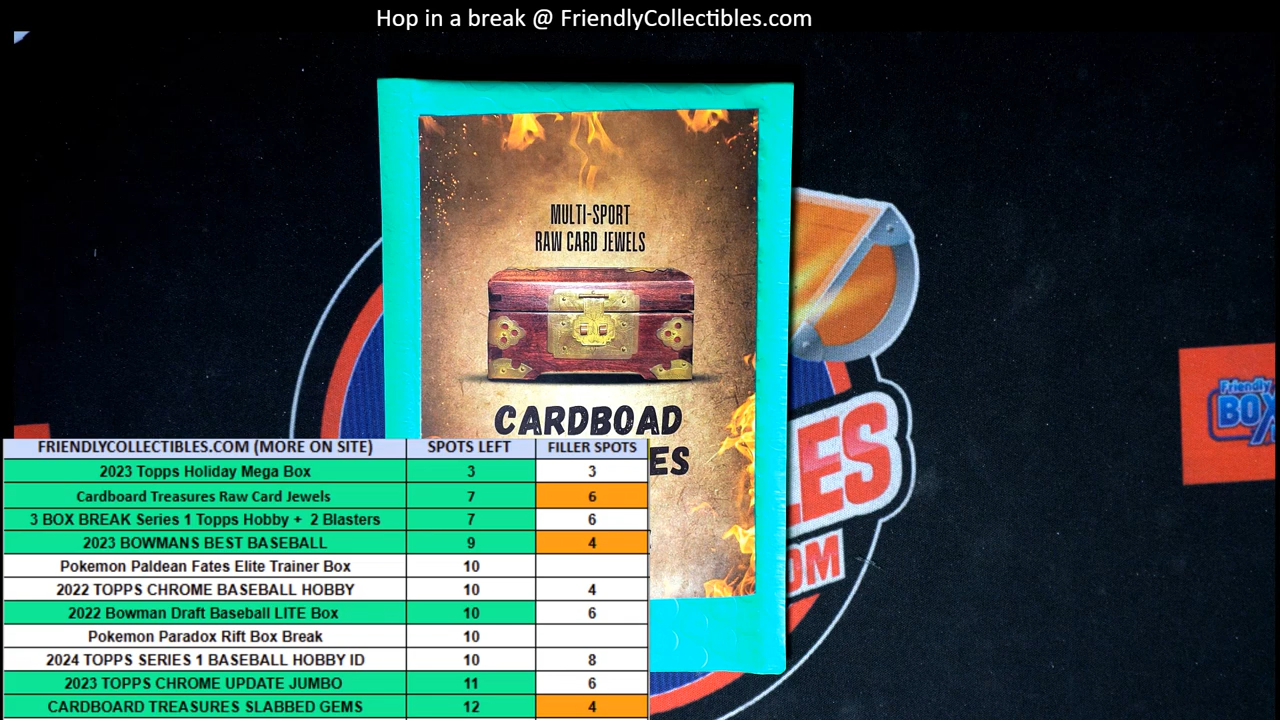 Hop in a break @ FriendlyCollectibles.com
MULTI-SPORT
RAW CARD JEWELS
CARDBOAD
ES
LES
OM
Friendly
BOX
FRIENDLYCOLLECTIBLES.COM (MORE ON SITE) SPOTS LEFT FILLER SPOTS
2023 Topps Holiday Mega Box 3 3
Cardboard Treasures Raw Card Jewels 7 6
3 BOX BREAK Series 1 Topps Hobby + 2 Blasters 7 6
2023 BOWMANS BEST BASEBALL 9 4
Pokemon Paldean Fates Elite Trainer Box 10
2022 TOPPS CHROME BASEBALL HOBBY 10 4
2022 Bowman Draft Baseball LITE Box 10 6
Pokemon Paradox Rift Box Break 10
2024 TOPPS SERIES 1 BASEBALL HOBBY ID 10 8
2023 TOPPS CHROME UPDATE JUMBO 11 6
CARDBOARD TREASURES SLABBED GEMS 12 4